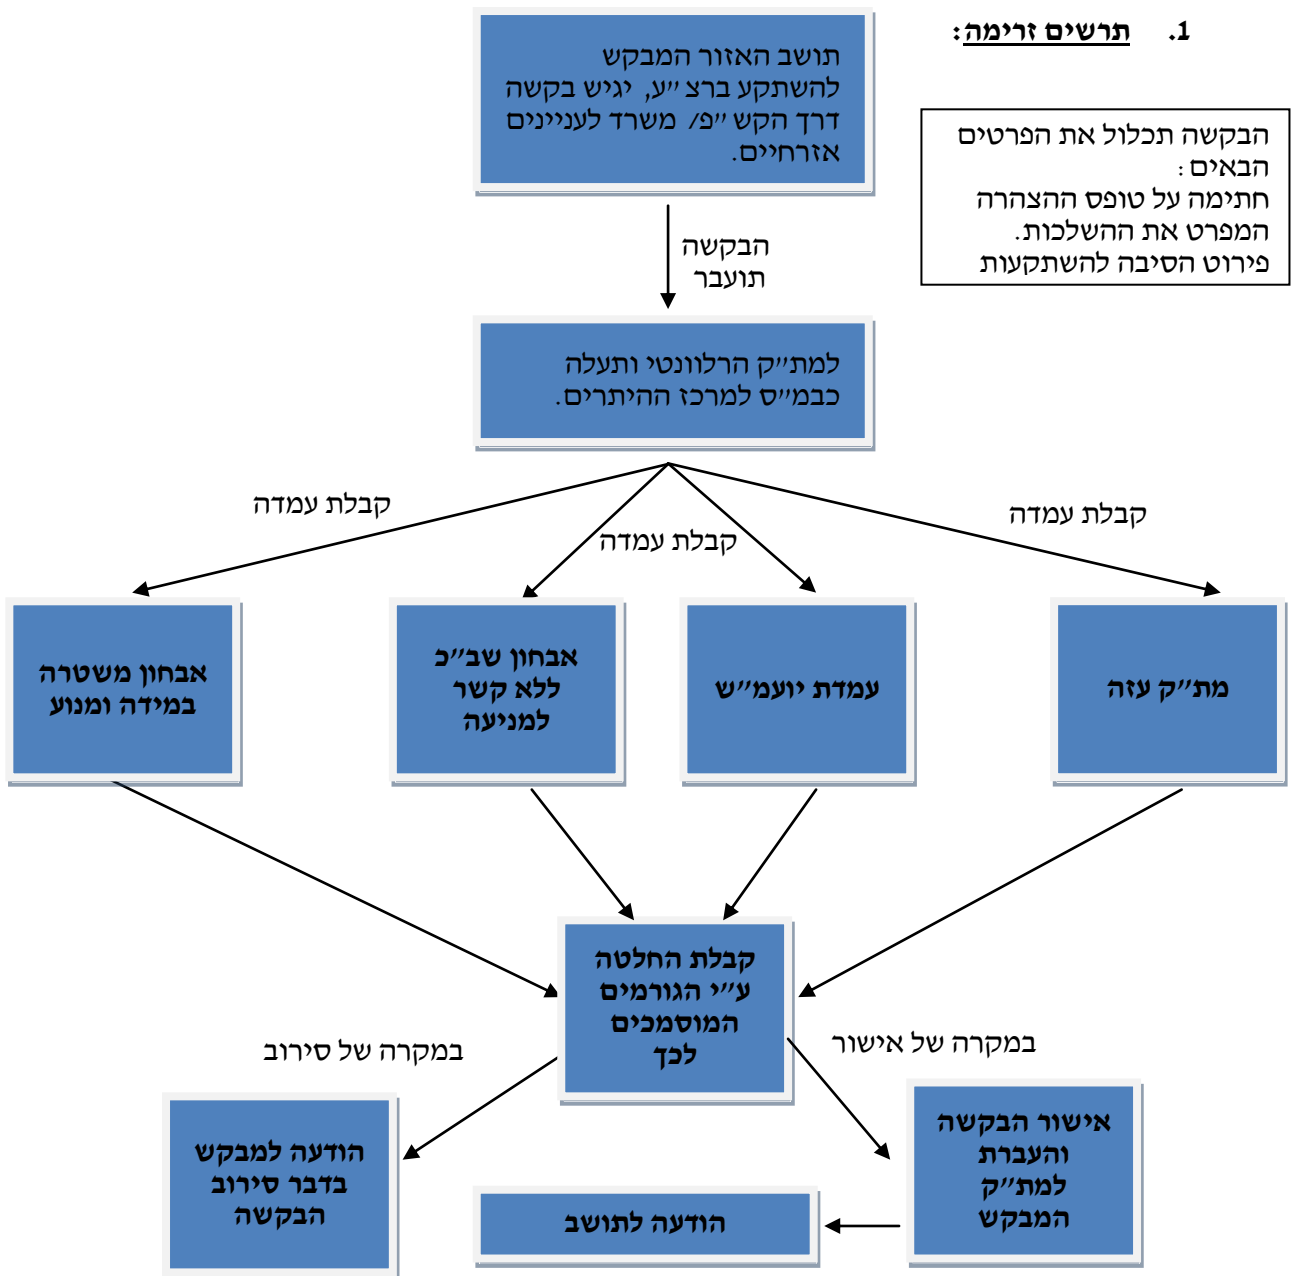 1. תרשים זרימה:
תושב האזור המבקש
להשתקע ברצ״ע, יגיש בקשה
דרך הקש״פ/ משרד לעניינים
אזרחיים.
הבקשה תכלול את הפרטים
הבאים:
חתימה על טופס ההצהרה
המפרט את ההשלכות.
פירוט הסיבה להשתקעות
הבקשה
תועבר
למת״ק הרלוונטי ותעלה
כבמ״ס למרכז ההיתרים.
קבלת עמדה
קבלת עמדה
קבלת עמדה
מת״ק עזה
עמדת יועמ״ש
אבחון שב״כ
ללא קשר
למניעה
אבחון משטרה
במידה ומנוע
קבלת החלטה
ע״י הגורמים
המוסמכים
לכך
במקרה של אישור
במקרה של סירוב
אישור הבקשה
והעברת
למת״ק
המבקש
הודעה לתושב
הודעה למבקש
בדבר סירוב
הבקשה